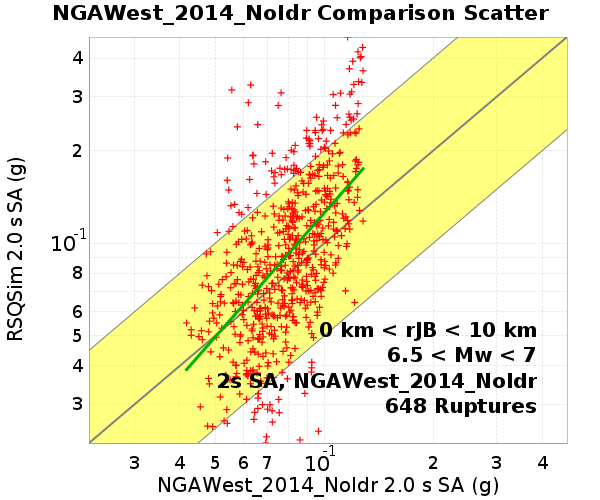 NGAWest_2014_NoIdr Comparison Scatter
RSQSim 2.0 s SA (g)
4
3
2
10^-1
8
6
5
4
3
0 km < rJB < 10 km
6.5 < Mw < 7
2s SA, NGAWest_2014_NoIdr
648 Ruptures
3 4 5 6 7 10^-1 2 3 4
NGAWest_2014_NoIdr 2.0 s SA (g)